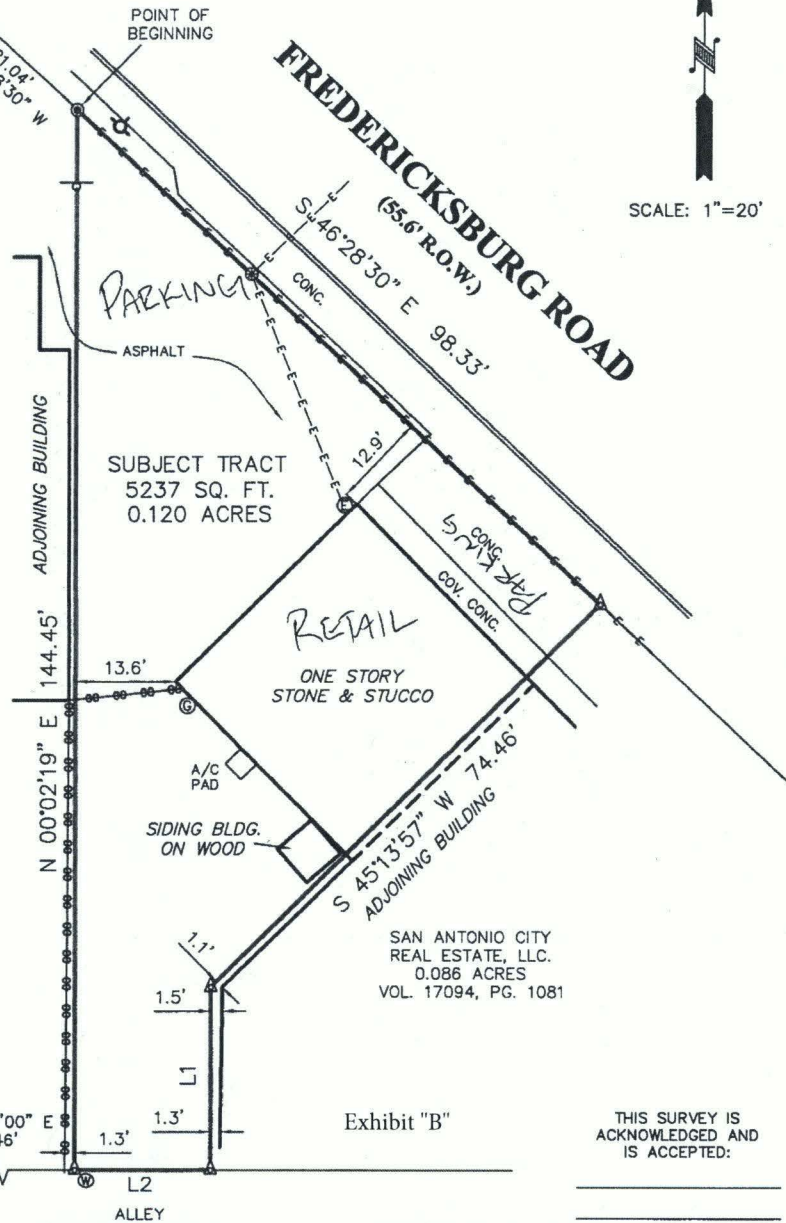 POINT OF
BEGINNING
FREDERICKSBURG ROAD
(55.6' R.O.W.)
SCALE: 1"=20'
S 46°28'30" E 98.33'
CONC.
PARKING
ASPHALT
ADJOINING BUILDING
SUBJECT TRACT
5237 SQ. FT.
0.120 ACRES
12.9'
E
CONC.
PARKING
COV. CONC.
RETAIL
ONE STORY
STONE & STUCCO
13.6'
G
N 00°02'19" E 144.45'
A/C
PAD
SIDING BLDG.
ON WOOD
S 45°13'57" W 74.46'
ADJOINING BUILDING
SAN ANTONIO CITY
REAL ESTATE, LLC.
0.086 ACRES
VOL. 17094, PG. 1081
1.1'
1.5'
L1
1.3'
1.3'
Exhibit "B"
THIS SURVEY IS
ACKNOWLEDGED AND
IS ACCEPTED:
W
L2
ALLEY